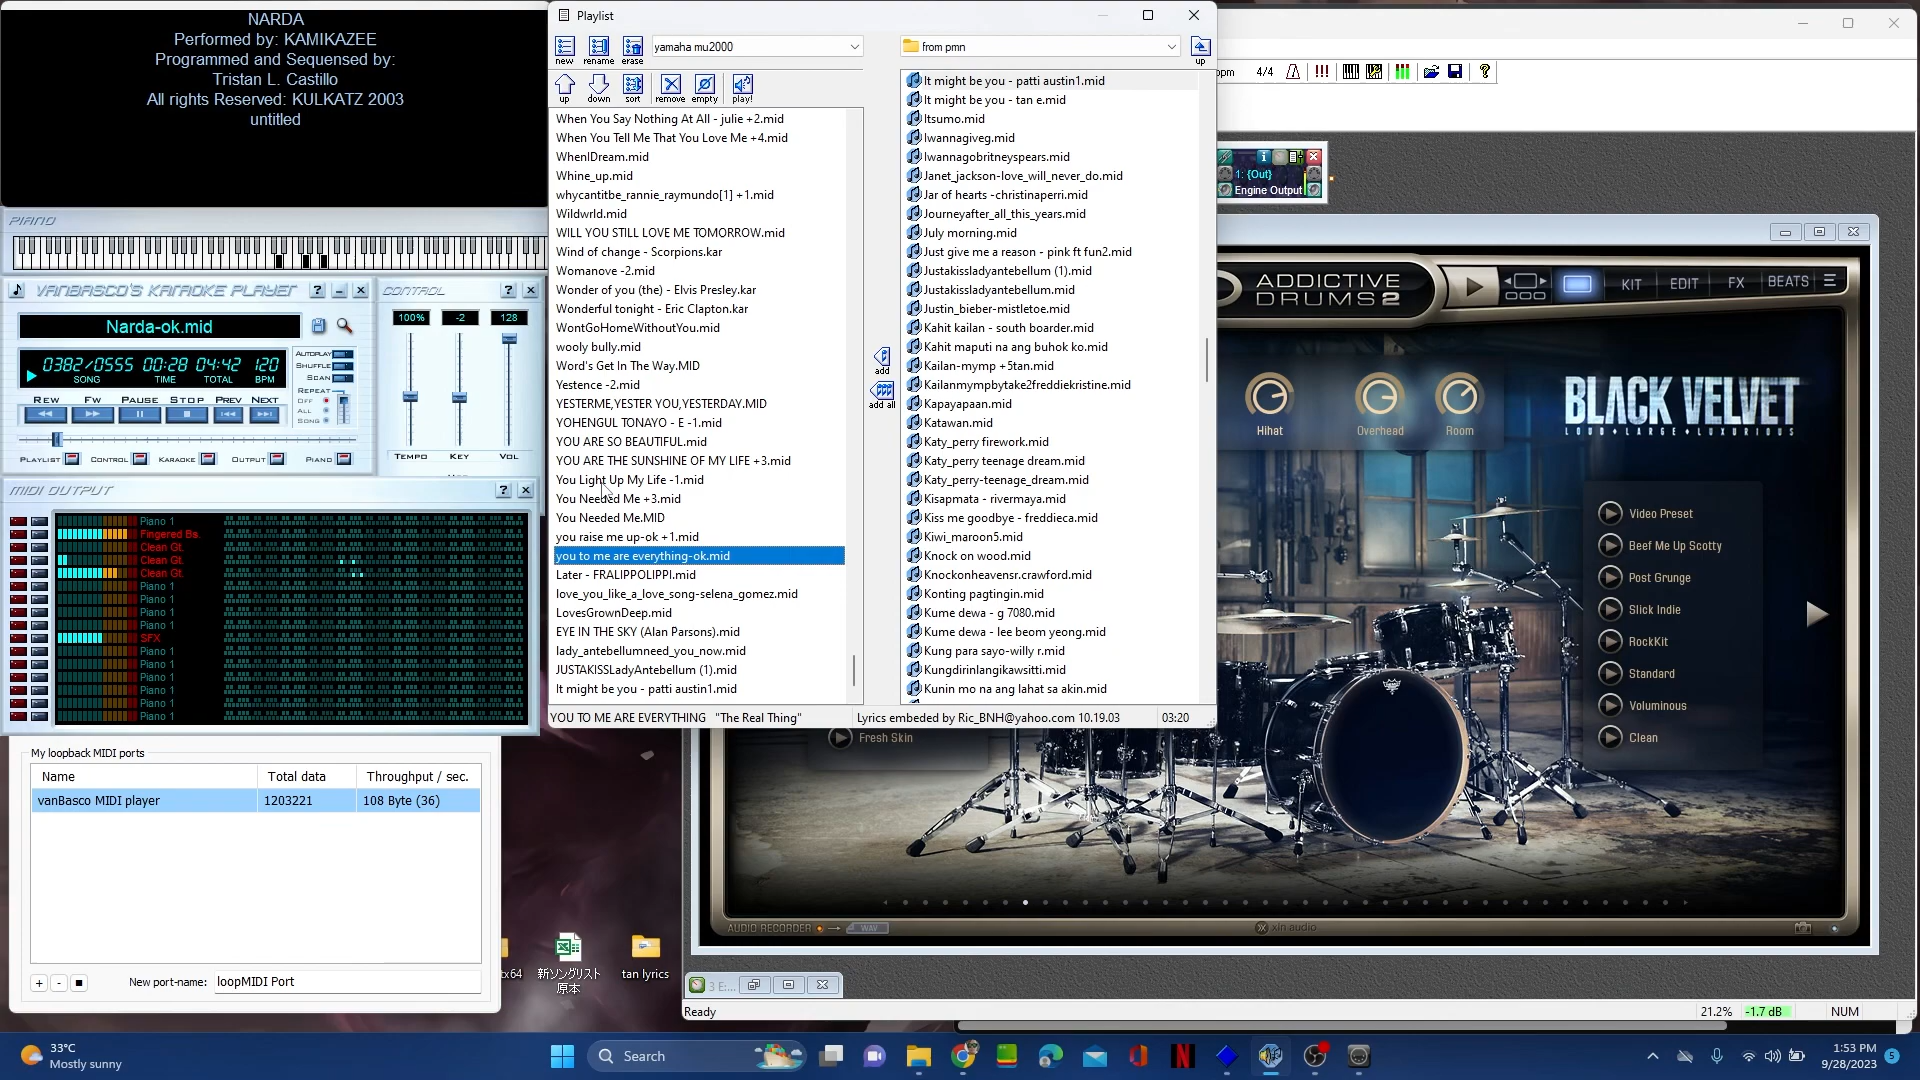 NARDA
Performed by: KAMIKAZEE
Programmed and Sequensed by:
Tristan L. Castillo
All rights Reserved: KULKATZ 2003
untitled
PIANO
VANBASCO'S KARAOKE PLAYER
CONTROL
Narda-ok.mid
100%
-2
128
0382/0555 00:28 04:42 120
SONG TIME TOTAL BPM
AUTOPLAY
SHUFFLE
SCAN
REPEAT
OFF
ALL
SONG
REW FW PAUSE STOP PREV NEXT
PLAYLIST CONTROL KARAOKE OUTPUT PIANO
TEMPO KEY VOL
MIDI OUTPUT
Piano 1
Fingered Bs.
Clean Gt.
Clean Gt.
Clean Gt.
Piano 1
Piano 1
Piano 1
Piano 1
SFX
Piano 1
Piano 1
Piano 1
Piano 1
Piano 1
Piano 1
My loopback MIDI ports
Name Total data Throughput / sec.
vanBasco MIDI player 1203221 108 Byte (36)
+ -
New port-name: loopMIDI Port
Playlist
new rename erase
yamaha mu2000
from pmn
up
up down sort remove empty play!
When You Say Nothing At All - julie +2.mid
When You Tell Me That You Love Me +4.mid
WhenIDream.mid
Whine_up.mid
whycantitbe_rannie_raymundo[1] +1.mid
Wildwrld.mid
WILL YOU STILL LOVE ME TOMORROW.mid
Wind of change - Scorpions.kar
Womanove -2.mid
Wonder of you (the) - Elvis Presley.kar
Wonderful tonight - Eric Clapton.kar
WontGoHomeWithoutYou.mid
wooly bully.mid
Word's Get In The Way.MID
Yestence -2.mid
YESTERME,YESTER YOU,YESTERDAY.MID
YOHENGUL TONAYO - E -1.mid
YOU ARE SO BEAUTIFUL.mid
YOU ARE THE SUNSHINE OF MY LIFE +3.mid
You Light Up My Life -1.mid
You Needed Me +3.mid
You Needed Me.MID
you raise me up-ok +1.mid
you to me are everything-ok.mid
Later - FRALIPPOLIPPI.mid
love_you_like_a_love_song-selena_gomez.mid
LovesGrownDeep.mid
EYE IN THE SKY (Alan Parsons).mid
lady_antebellumneed_you_now.mid
JUSTAKISSLadyAntebellum (1).mid
It might be you - patti austin1.mid
add
add all
It might be you - patti austin1.mid
It might be you - tan e.mid
Itsumo.mid
Iwannagiveg.mid
Iwannagobritneyspears.mid
Janet_jackson-love_will_never_do.mid
Jar of hearts -christinaperri.mid
Journeyafter_all_this_years.mid
July morning.mid
Just give me a reason - pink ft fun2.mid
Justakissladyantebellum (1).mid
Justakissladyantebellum.mid
Justin_bieber-mistletoe.mid
Kahit kailan - south boarder.mid
Kahit maputi na ang buhok ko.mid
Kailan-mymp +5tan.mid
Kailanmympbytake2freddiekristine.mid
Kapayapaan.mid
Katawan.mid
Katy_perry firework.mid
Katy_perry teenage dream.mid
Katy_perry-teenage_dream.mid
Kisapmata - rivermaya.mid
Kiss me goodbye - freddieca.mid
Kiwi_maroon5.mid
Knock on wood.mid
Knockonheavensr.crawford.mid
Konting pagtingin.mid
Kume dewa - g 7080.mid
Kume dewa - lee beom yeong.mid
Kung para sayo-willy r.mid
Kungdirinlangikawsitti.mid
Kunin mo na ang lahat sa akin.mid
YOU TO ME ARE EVERYTHING "The Real Thing" Lyrics embeded by Ric_BNH@yahoo.com 10.19.03 03:20
bpm 4/4
1: {Out}
Engine Output
ADDICTIVE
DRUMS 2
KIT EDIT FX BEATS
Hihat Overhead Room
BLACK VELVET
LOUD • LARGE • LUXURIOUS
Video Preset
Beef Me Up Scotty
Post Grunge
Slick Indie
RockKit
Standard
Voluminous
Clean
Fresh Skin
AUDIO RECORDER WAV
xln audio
3 E...
Ready 21.2% -1.7 dB NUM
tx64
新ソングリスト
原本
tan lyrics
33°C
Mostly sunny
Search
1:53 PM
9/28/2023
5